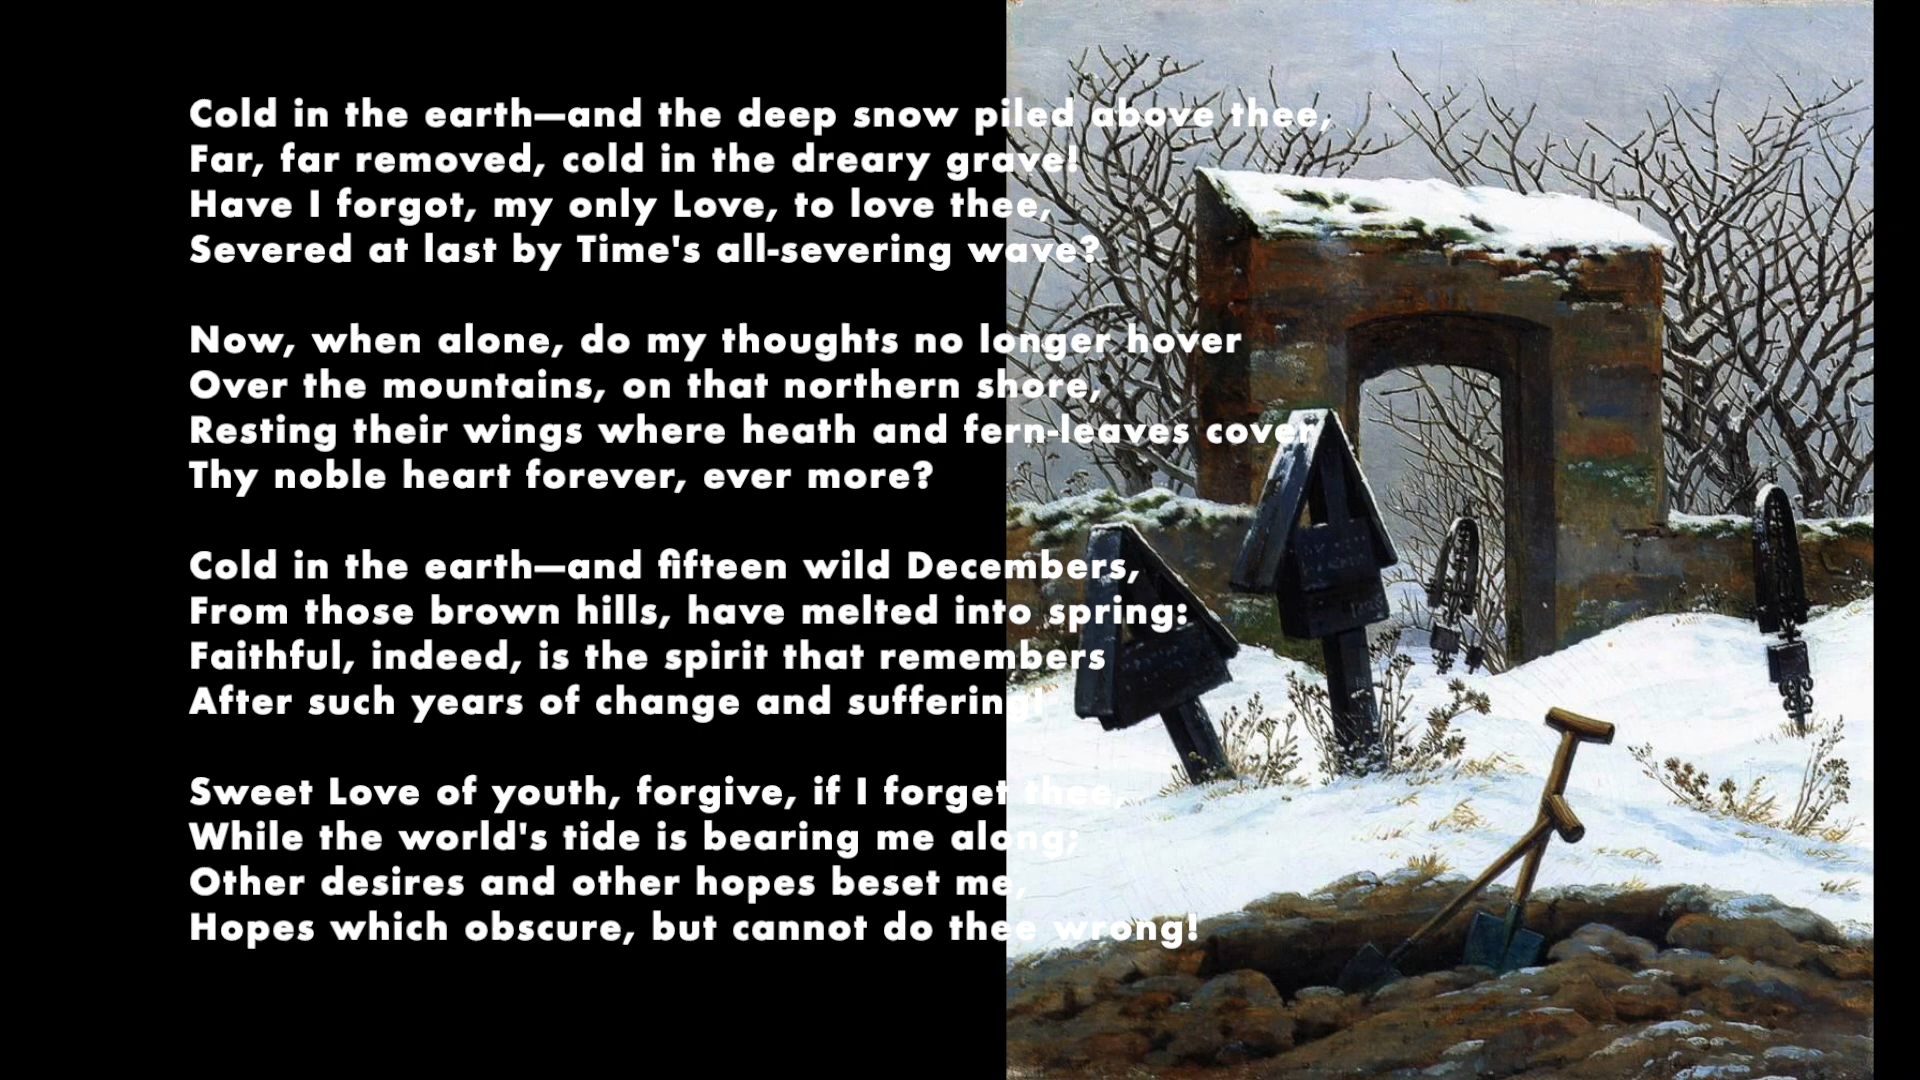 Cold in the earth—and the deep snow piled above thee,
Far, far removed, cold in the dreary grave!
Have I forgot, my only Love, to love thee,
Severed at last by Time's all-severing wave?
Now, when alone, do my thoughts no longer hover
Over the mountains, on that northern shore,
Resting their wings where heath and fern-leaves cover
Thy noble heart forever, ever more?
Cold in the earth—and fifteen wild Decembers,
From those brown hills, have melted into spring:
Faithful, indeed, is the spirit that remembers
After such years of change and suffering!
Sweet Love of youth, forgive, if I forget thee,
While the world's tide is bearing me along;
Other desires and other hopes beset me,
Hopes which obscure, but cannot do thee wrong!